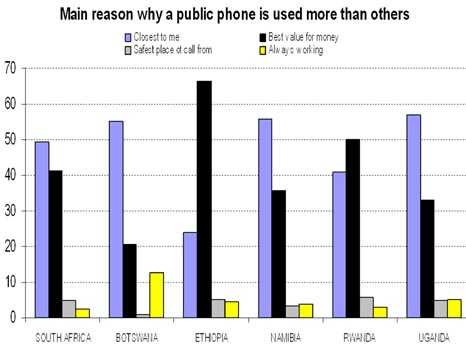 Main reason why a public phone is used more than others
Closest to me Best value for money
Safest place ot call from Always working
70
60
50
40
30
20
10
0
SOUTH AFRICA BOTSWANA ETHIOPIA NAMIBIA RWANDA UGANDA